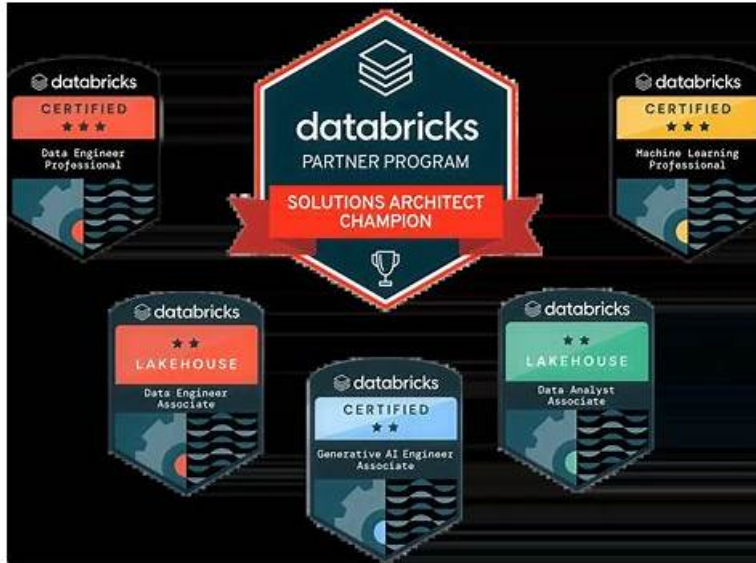 databricks
PARTNER PROGRAM
SOLUTIONS ARCHITECT
CHAMPION
databricks
CERTIFIED
Data Engineer
Professional
databricks
CERTIFIED
Machine Learning
Professional
databricks
LAKEHOUSE
Data Engineer
Associate
databricks
CERTIFIED
Generative AI Engineer
Associate
databricks
LAKEHOUSE
Data Analyst
Associate